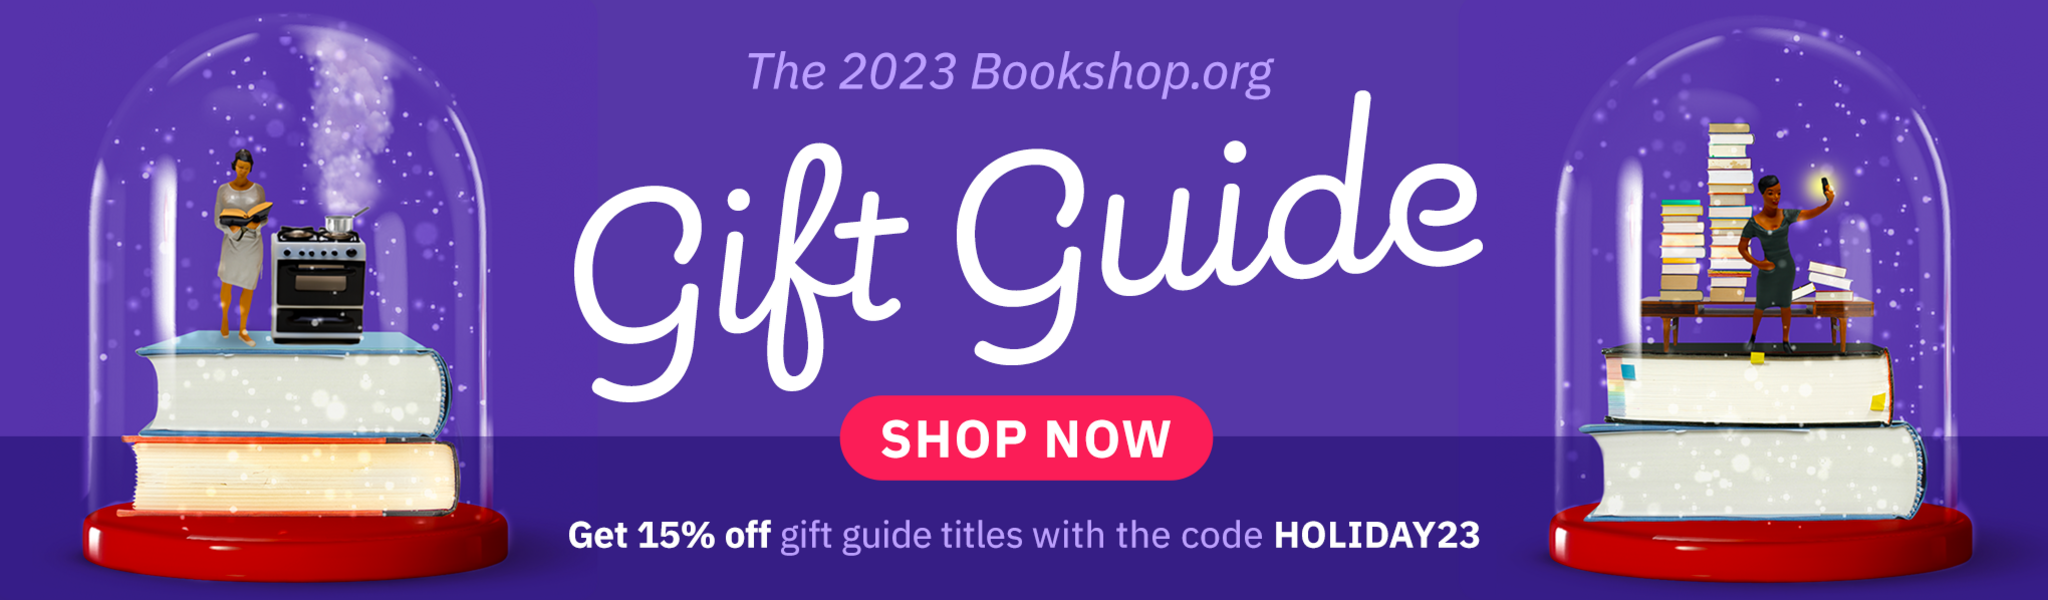 The 2023 Bookshop.org
Gift Guide
SHOP NOW
Get 15% off gift guide titles with the code HOLIDAY23